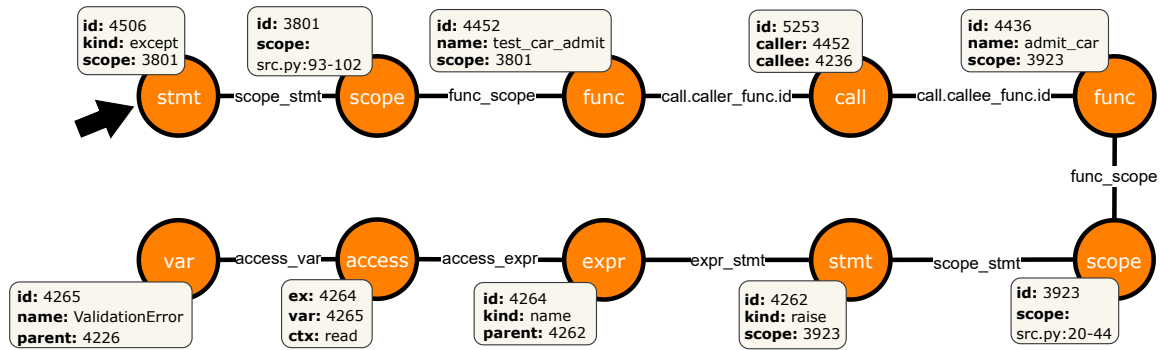 id: 4506
kind: except
scope: 3801
id: 3801
scope:
src.py:93-102
id: 4452
name: test_car_admit
scope: 3801
id: 5253
caller: 4452
callee: 4236
id: 4436
name: admit_car
scope: 3923
stmt
scope_stmt
scope
func_scope
func
call.caller_func.id
call
call.callee_func.id
func
func_scope
var
access_var
access
access_expr
expr
expr_stmt
stmt
scope_stmt
scope
id: 4265
name: ValidationError
parent: 4226
ex: 4264
var: 4265
ctx: read
id: 4264
kind: name
parent: 4262
id: 4262
kind: raise
scope: 3923
id: 3923
scope:
src.py:20-44